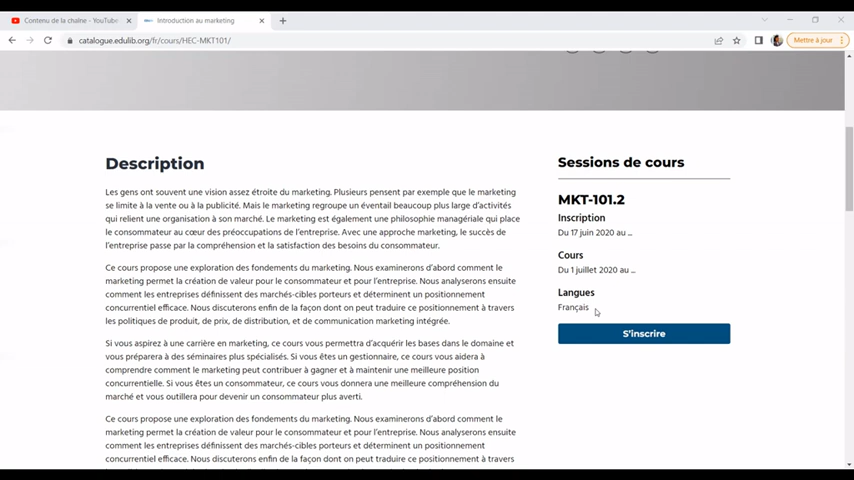 Contenu de la chaîne - YouTube
Introduction au marketing
catalogue.edulib.org/fr/cours/HEC-MKT101/
Mettre à jour
Description
Les gens ont souvent une vision assez étroite du marketing. Plusieurs pensent par exemple que le marketing
se limite à la vente ou à la publicité. Mais le marketing regroupe un éventail beaucoup plus large d'activités
qui relient une organisation à son marché. Le marketing est également une philosophie managériale qui place
le consommateur au cœur des préoccupations de l'entreprise. Avec une approche marketing, le succès de
l'entreprise passe par la compréhension et la satisfaction des besoins du consommateur.
Ce cours propose une exploration des fondements du marketing. Nous examinerons d'abord comment le
marketing permet la création de valeur pour le consommateur et pour l'entreprise. Nous analyserons ensuite
comment les entreprises définissent des marchés-cibles porteurs et déterminent un positionnement
concurrentiel efficace. Nous discuterons enfin de la façon dont on peut traduire ce positionnement à travers
les politiques de produit, de prix, de distribution, et de communication marketing intégrée.
Si vous aspirez à une carrière en marketing, ce cours vous permettra d'acquérir les bases dans le domaine et
vous préparera à des séminaires plus spécialisés. Si vous êtes un gestionnaire, ce cours vous aidera à
comprendre comment le marketing peut contribuer à gagner et à maintenir une meilleure position
concurrentielle. Si vous êtes un consommateur, ce cours vous donnera une meilleure compréhension du
marché et vous outillera pour devenir un consommateur plus averti.
Ce cours propose une exploration des fondements du marketing. Nous examinerons d'abord comment le
marketing permet la création de valeur pour le consommateur et pour l'entreprise. Nous analyserons ensuite
comment les entreprises définissent des marchés-cibles porteurs et déterminent un positionnement
concurrentiel efficace. Nous discuterons enfin de la façon dont on peut traduire ce positionnement à travers
Sessions de cours
MKT-101.2
Inscription
Du 17 juin 2020 au ...
Cours
Du 1 juillet 2020 au ...
Langues
Français
S'inscrire